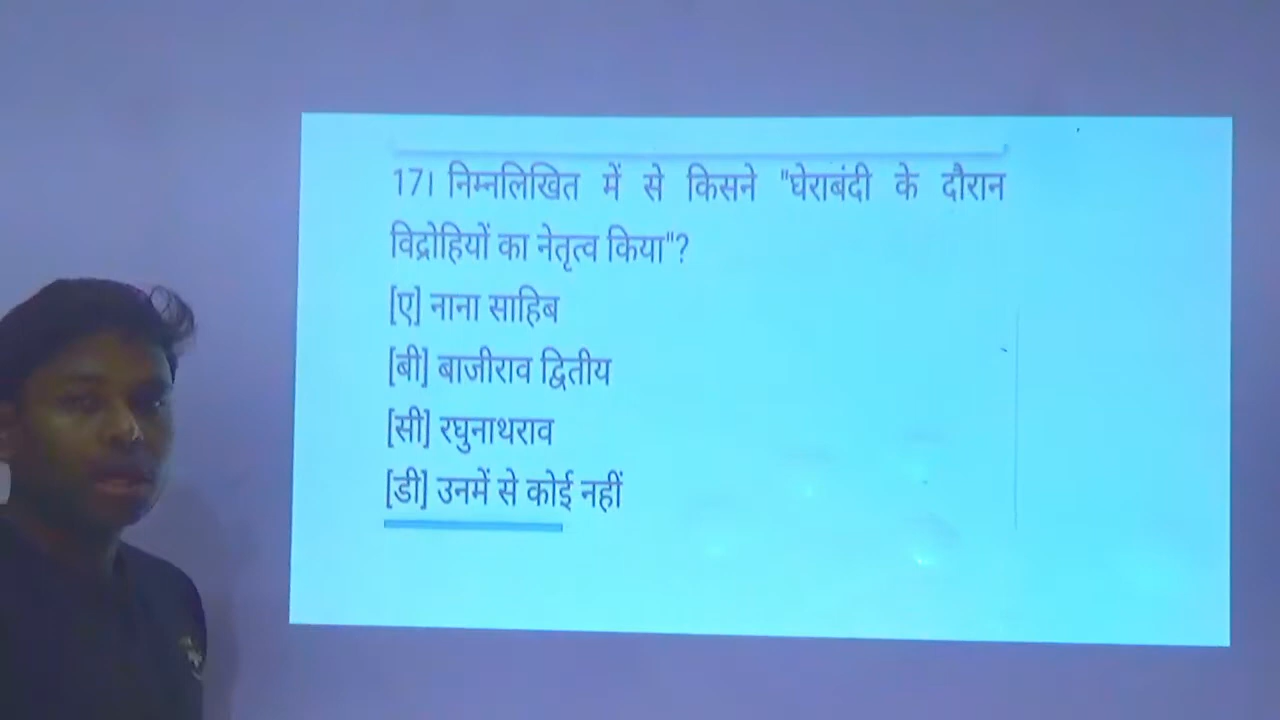 17। निम्नलिखित में से किसने "घेराबंदी के दौरान
विद्रोहियों का नेतृत्व किया"?
[ए] नाना साहिब
[बी] बाजीराव द्वितीय
[सी] रघुनाथराव
[डी] उनमें से कोई नहीं